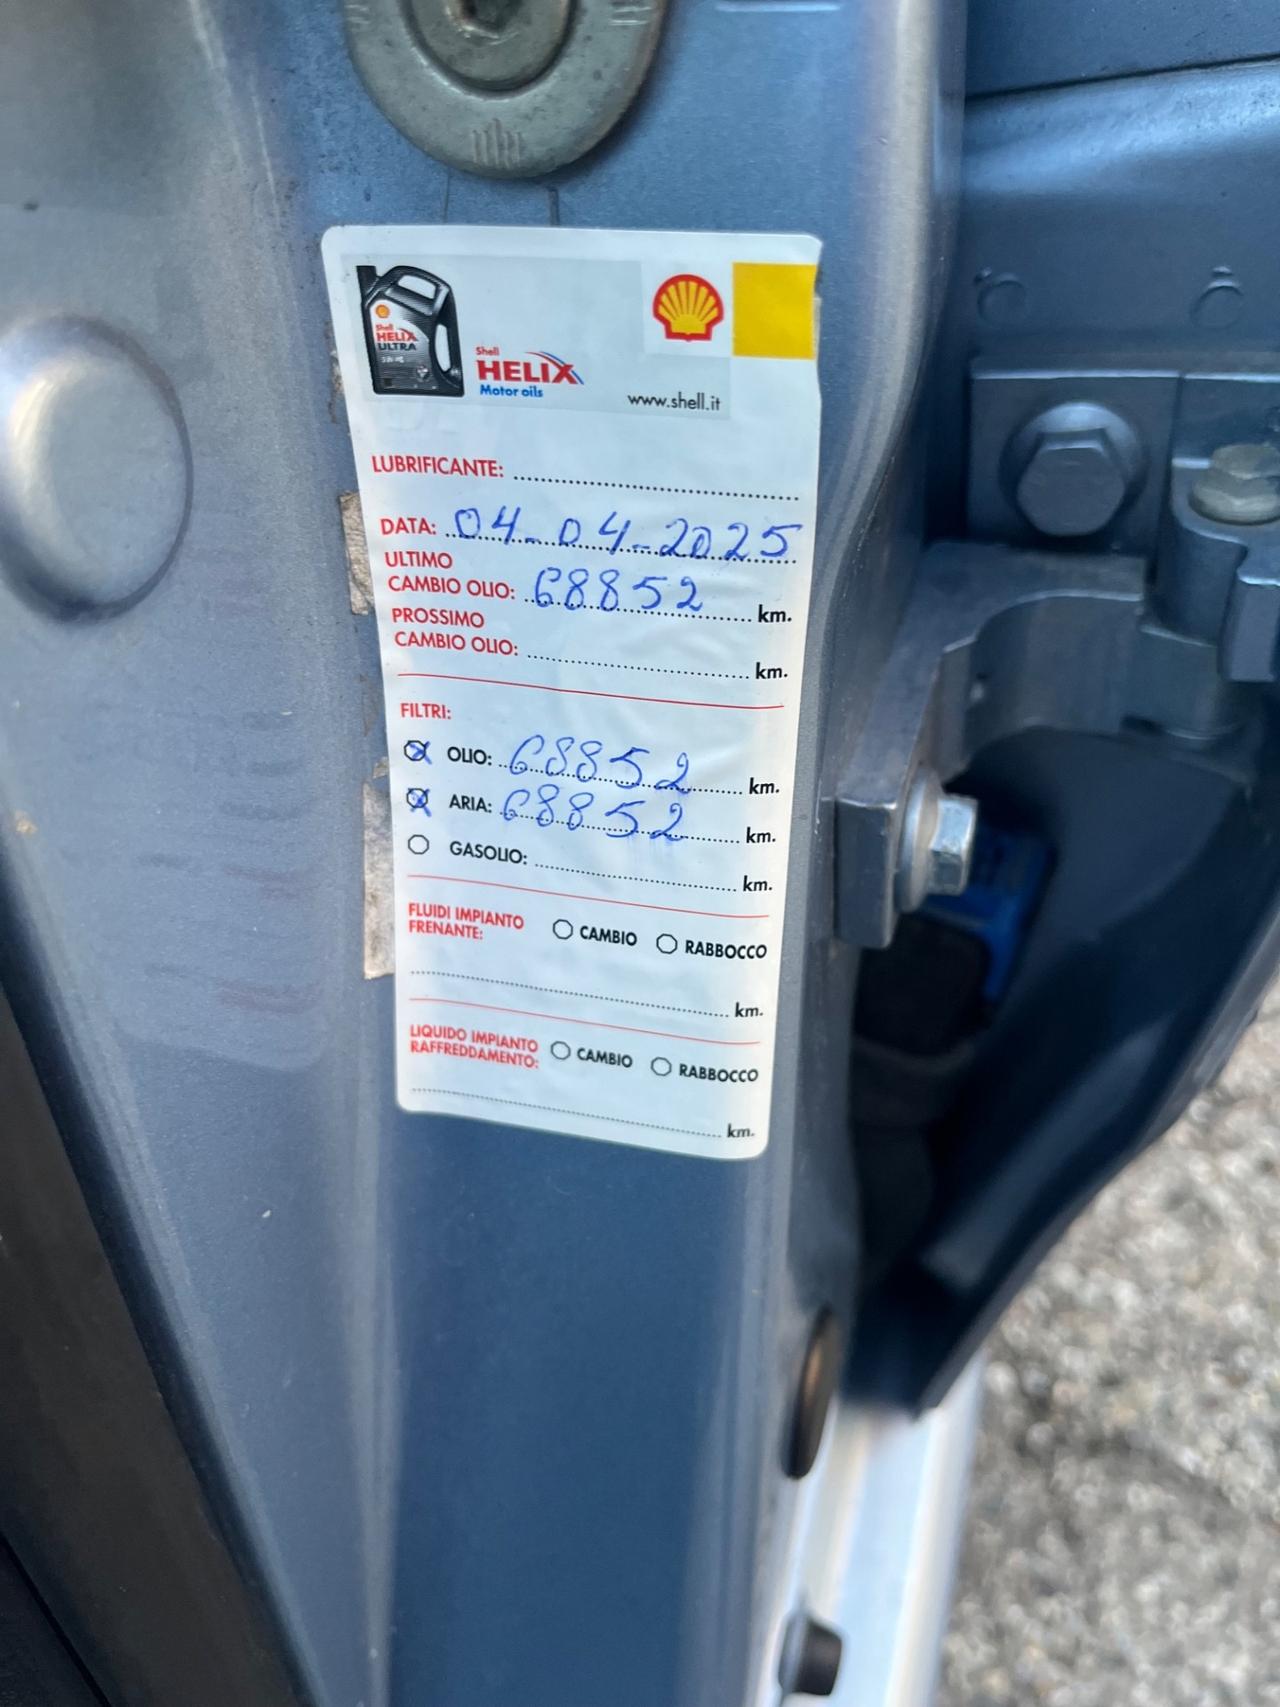 Shell
HELIX
ULTRA
Shell
HELIX
Motor oils
www.shell.it
LUBRIFICANTE:
DATA: 04-04-2025
ULTIMO
CAMBIO OLIO: 68852 km.
PROSSIMO
CAMBIO OLIO: km.
FILTRI:
OLIO: 68852 km.
ARIA: 68852 km.
GASOLIO: km.
FLUIDI IMPIANTO
FRENANTE: CAMBIO RABBOCCO
km.
LIQUIDO IMPIANTO
RAFFREDDAMENTO: CAMBIO RABBOCCO
km.